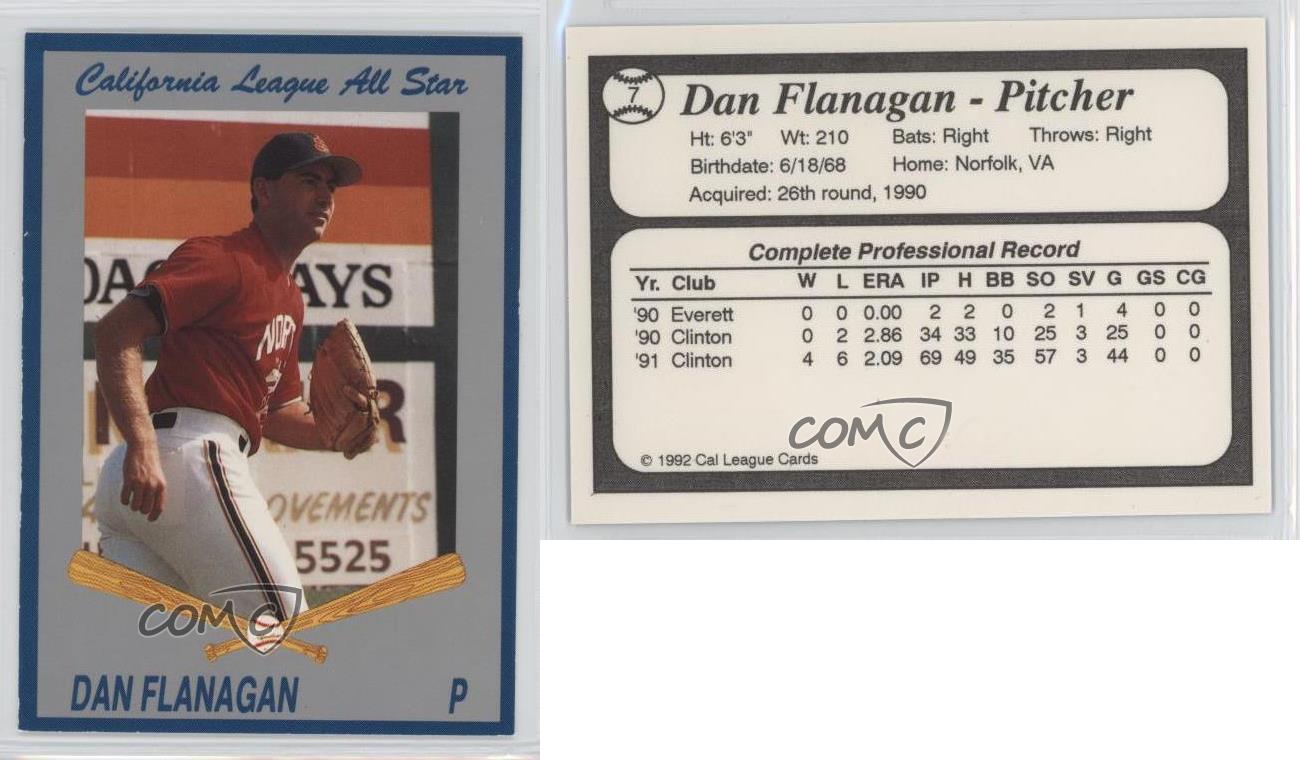 California League All Star
DA
AYS
NOR
OVEMENTS
5525
COMC
DAN FLANAGAN P
7
Dan Flanagan - Pitcher
Ht: 6'3" Wt: 210 Bats: Right Throws: Right
Birthdate: 6/18/68 Home: Norfolk, VA
Acquired: 26th round, 1990
Complete Professional Record
Yr. Club W L ERA IP H BB SO SV G GS CG
'90 Everett 0 0 0.00 2 2 0 2 1 4 0 0
'90 Clinton 0 2 2.86 34 33 10 25 3 25 0 0
'91 Clinton 4 6 2.09 69 49 35 57 3 44 0 0
COMC
© 1992 Cal League Cards